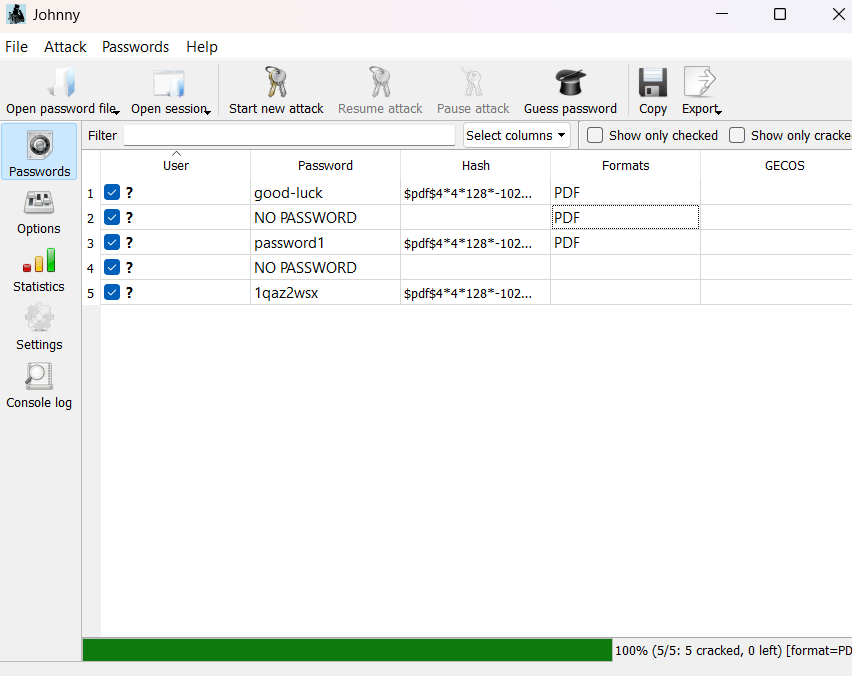 Johnny
File Attack Passwords Help
Open password file Open session Start new attack Resume attack Pause attack Guess password Copy Export
Passwords
Options
Statistics
Settings
Console log
Filter Select columns Show only checked Show only cracke
User Password Hash Formats GECOS
1 ? good-luck $pdf$4*4*128*-102... PDF
2 ? NO PASSWORD PDF
3 ? password1 $pdf$4*4*128*-102... PDF
4 ? NO PASSWORD
5 ? 1qaz2wsx $pdf$4*4*128*-102...
100% (5/5: 5 cracked, 0 left) [format=PD